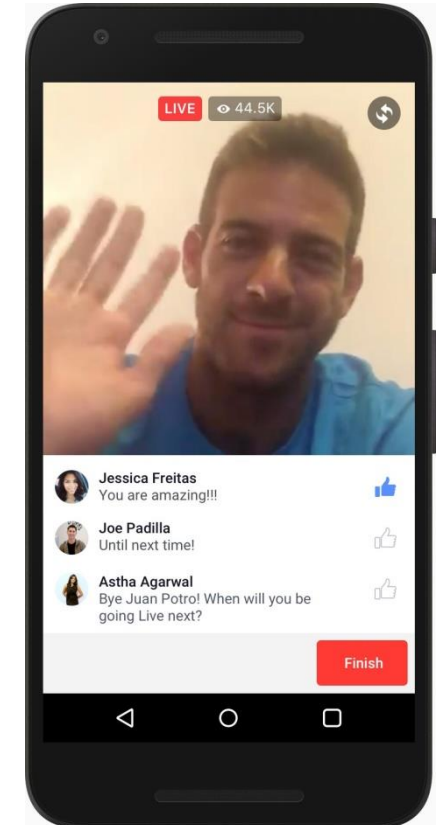 LIVE 44.5K
Jessica Freitas
You are amazing!!!
Joe Padilla
Until next time!
Astha Agarwal
Bye Juan Potro! When will you be
going Live next?
Finish